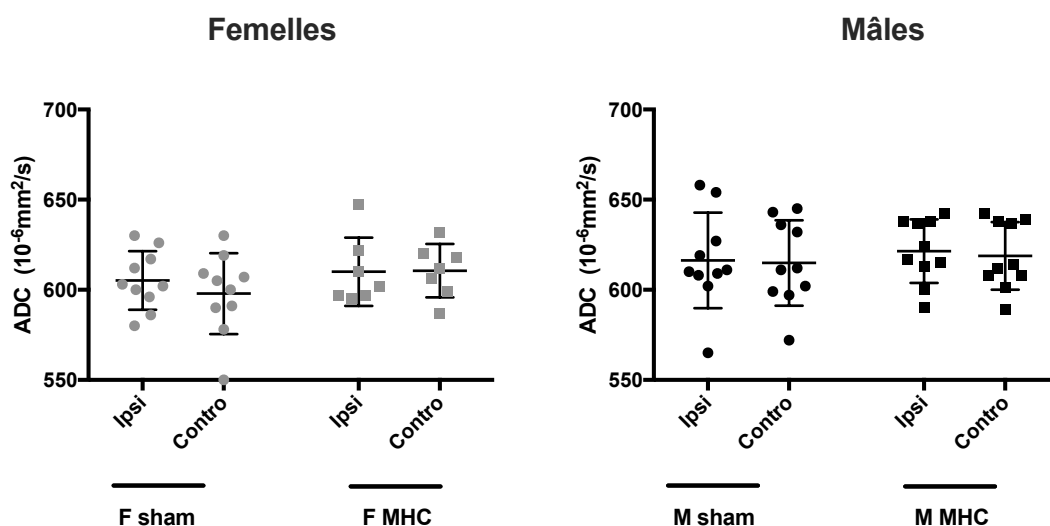 Femelles
ADC (10-6mm2/s)
700
650
600
550
Ipsi
Contro
Ipsi
Contro
F sham
F MHC
Mâles
ADC (10-6mm2/s)
700
650
600
550
Ipsi
Contro
Ipsi
Contro
M sham
M MHC